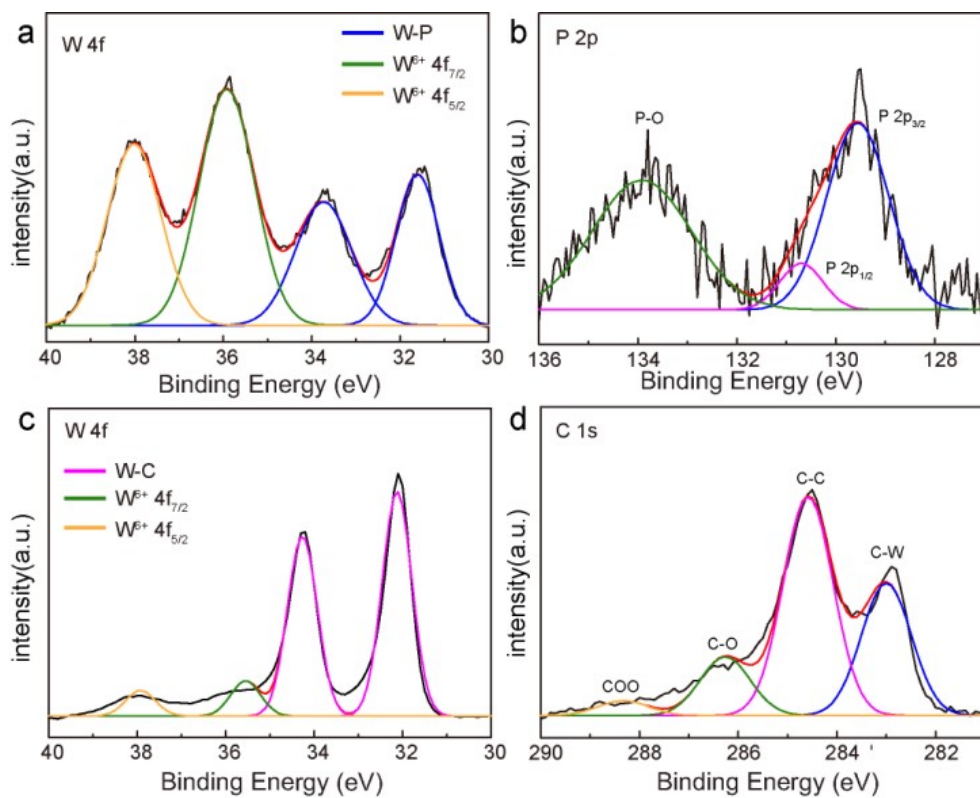 a
W 4f
W-P
W⁶⁺ 4f₇/₂
W⁶⁺ 4f₅/₂
intensity(a.u.)
40 38 36 34 32 30
Binding Energy (eV)
b
P 2p
P-O
P 2p₃/₂
P 2p₁/₂
intensity(a.u.)
136 134 132 130 128
Binding Energy (eV)
c
W 4f
W-C
W⁶⁺ 4f₇/₂
W⁶⁺ 4f₅/₂
intensity(a.u.)
40 38 36 34 32 30
Binding Energy (eV)
d
C 1s
C-C
C-W
C-O
COO
intensity(a.u.)
290 288 286 284 282
Binding Energy (eV)